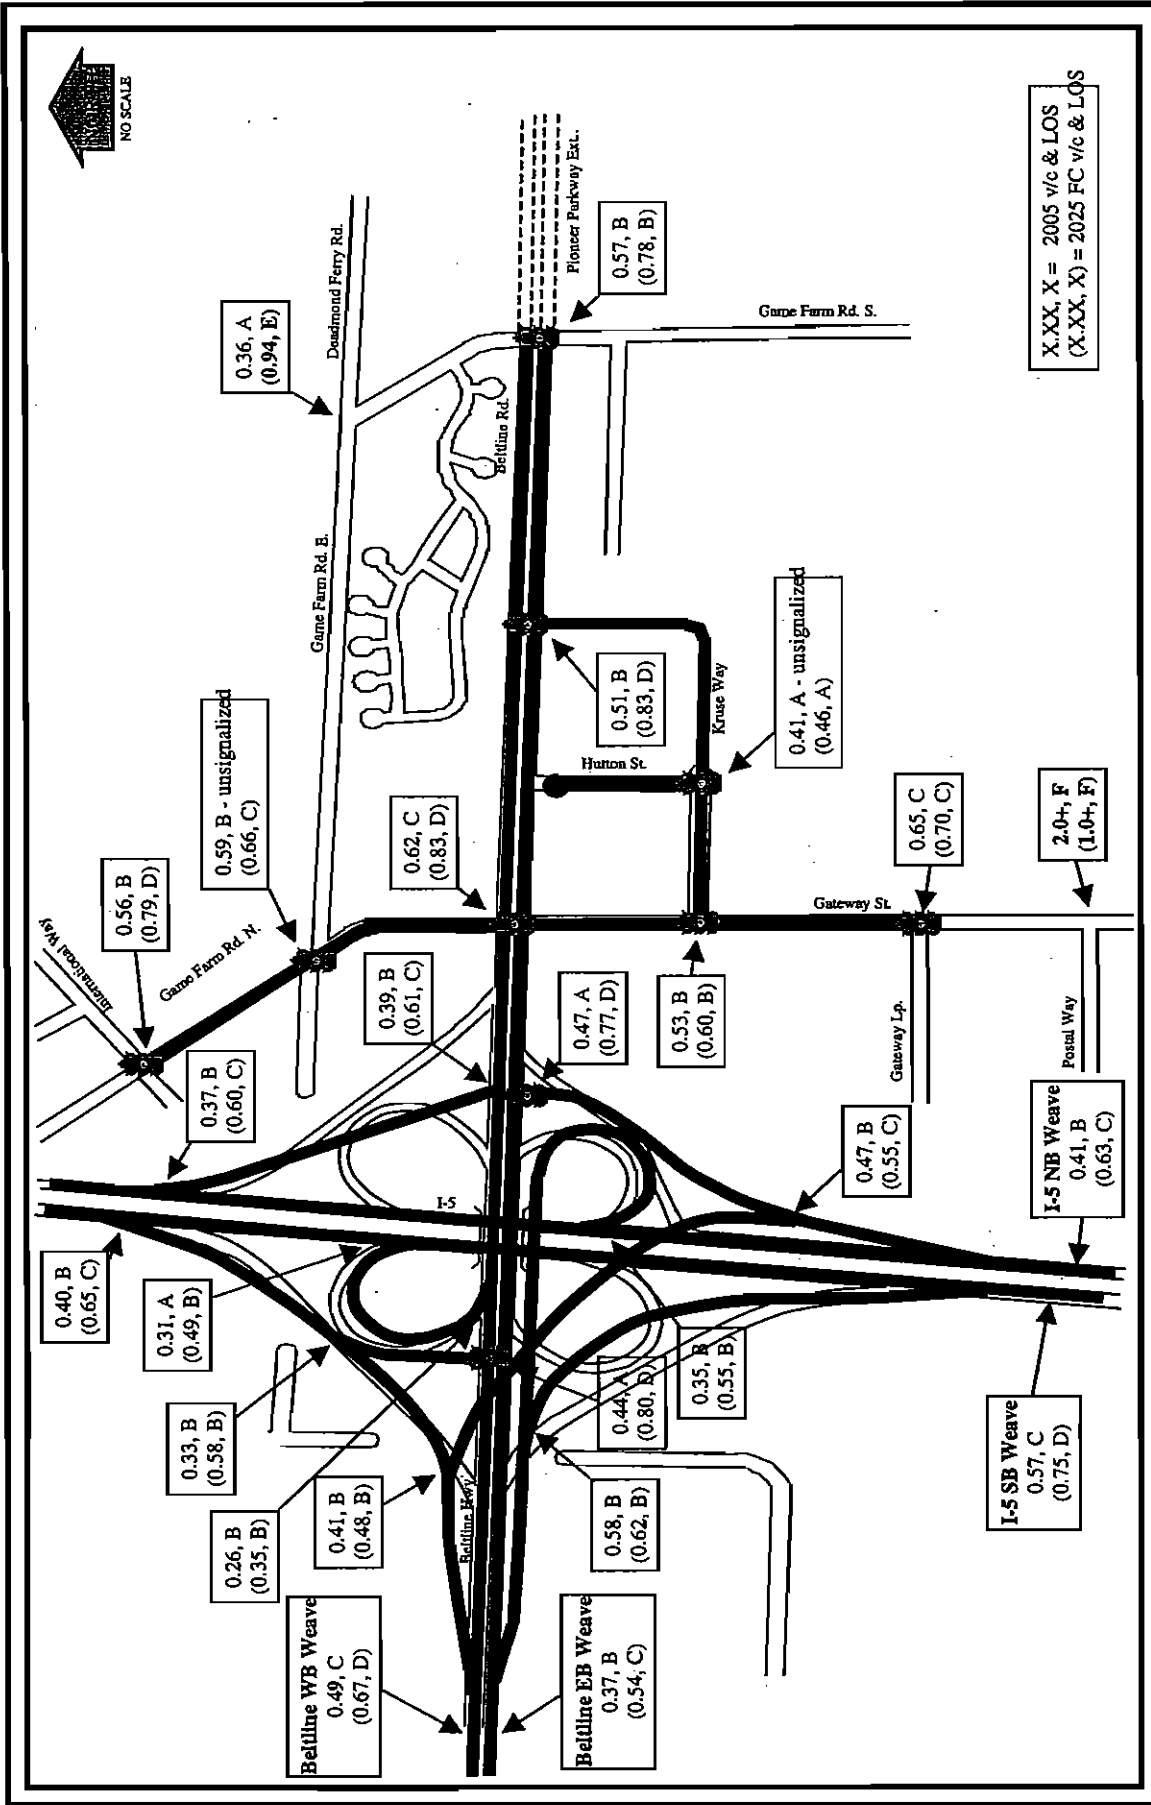 NO SCALE
X.XX, X = 2005 v/c & LOS
(X.XX, X) = 2025 FC v/c & LOS
Deadmond Ferry Rd.
Pioneer Parkway Ext.
0.57, B
(0.78, B)
Game Farm Rd. S.
0.36, A
(0.94, E)
Beltline Rd.
Game Farm Rd. E.
0.51, B
(0.83, D)
Kruse Way
0.41, A - unsignalized
(0.46, A)
Hutton St.
0.59, B - unsignalized
(0.66, C)
0.62, C
(0.83, D)
0.56, B
(0.79, D)
International Way
Game Farm Rd. N.
0.65, C
(0.70, C)
2.0+, F
(1.0+, F)
Gateway St.
0.39, B
(0.61, C)
0.47, A
(0.77, D)
0.53, B
(0.60, B)
Gateway Lp.
Postal Way
0.37, B
(0.60, C)
I-5
0.47, B
(0.55, C)
I-5 NB Weave
0.41, B
(0.63, C)
0.40, B
(0.65, C)
0.31, A
(0.49, B)
0.33, B
(0.58, B)
0.44, A
(0.80, D)
0.35, B
(0.55, B)
0.26, B
(0.35, B)
0.41, B
(0.48, B)
Beltline Hwy.
0.58, B
(0.62, B)
I-5 SB Weave
0.57, C
(0.75, D)
Beltline WB Weave
0.49, C
(0.67, D)
Beltline EB Weave
0.37, B
(0.54, C)